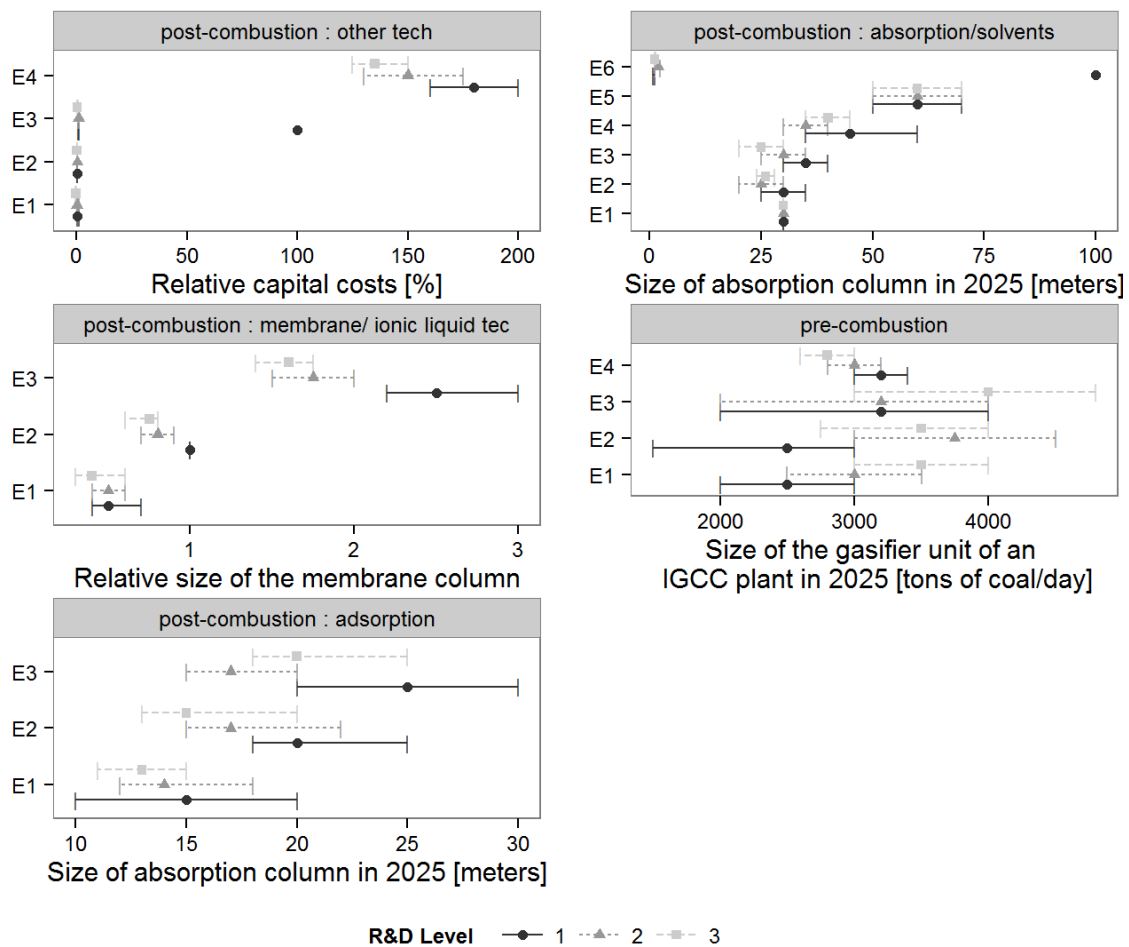 post-combustion : other tech
E4
E3
E2
E1
0 50 100 150 200
Relative capital costs [%]
post-combustion : absorption/solvents
E6
E5
E4
E3
E2
E1
0 25 50 75 100
Size of absorption column in 2025 [meters]
post-combustion : membrane/ ionic liquid tec
E3
E2
E1
1 2 3
Relative size of the membrane column
pre-combustion
E4
E3
E2
E1
2000 3000 4000
Size of the gasifier unit of an
IGCC plant in 2025 [tons of coal/day]
post-combustion : adsorption
E3
E2
E1
10 15 20 25 30
Size of absorption column in 2025 [meters]
R&D Level 1 2 3